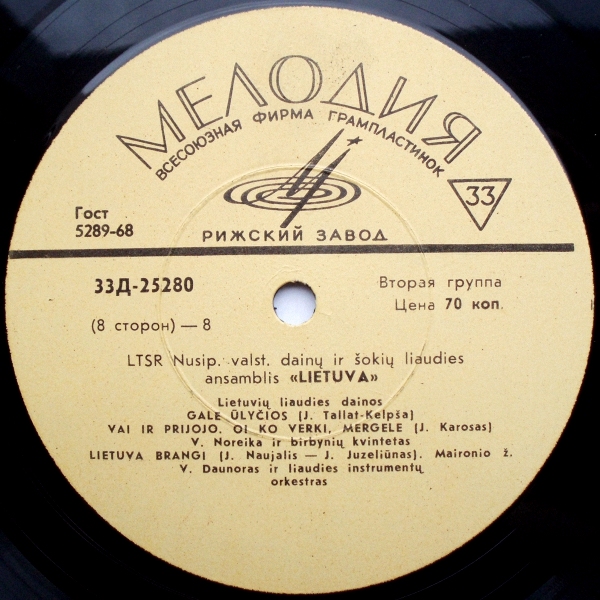 МЕЛОДИЯ
ВСЕСОЮЗНАЯ ФИРМА ГРАМПЛАСТИНОК
33
Гост
5289-68
РИЖСКИЙ ЗАВОД
33Д-25280
Вторая группа
Цена 70 коп.
(8 сторон) — 8
LTSR Nusip. valst. dainų ir šokių liaudies
ansamblis «LIETUVA»
Lietuvių liaudies dainos
GALE ŪLYČIOS (J. Tallat-Kelpša)
VAI IR PRIJOJO. OI KO VERKI, MERGELE (J. Karosas)
V. Noreika ir birbynių kvintetas
LIETUVA BRANGI (J. Naujalis — J. Juzeliūnas). Maironio ž.
V. Daunoras ir liaudies instrumentų
orkestras